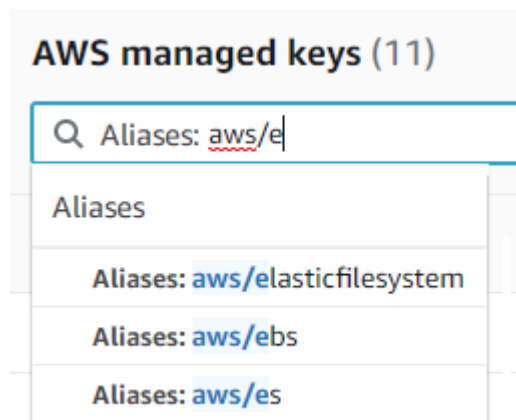 AWS managed keys (11)
Aliases: aws/e
Aliases
Aliases: aws/elasticfilesystem
Aliases: aws/ebs
Aliases: aws/es